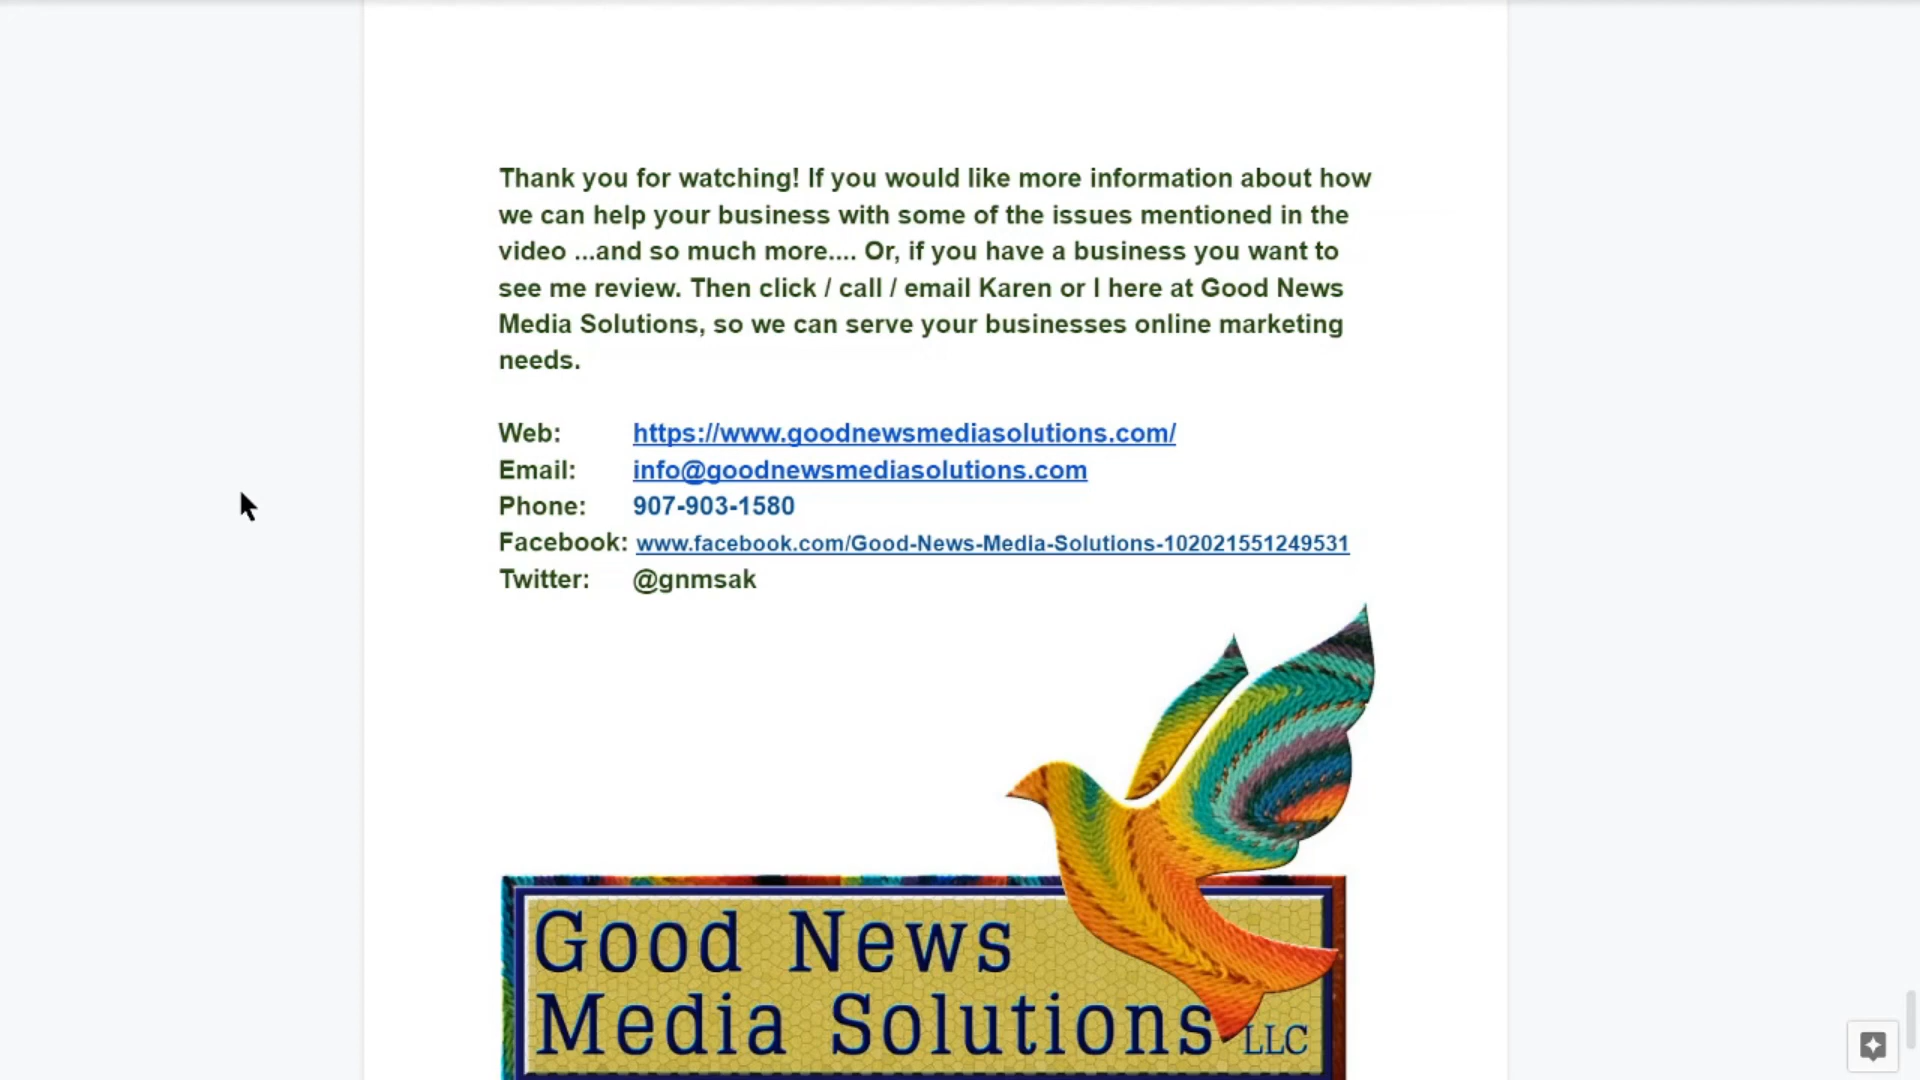 Thank you for watching! If you would like more information about how
we can help your business with some of the issues mentioned in the
video ...and so much more.... Or, if you have a business you want to
see me review. Then click / call / email Karen or I here at Good News
Media Solutions, so we can serve your businesses online marketing
needs.
Web: https://www.goodnewsmediasolutions.com/
Email: info@goodnewsmediasolutions.com
Phone: 907-903-1580
Facebook: www.facebook.com/Good-News-Media-Solutions-102021551249531
Twitter: @gnmsak
Good News
Media Solutions LLC